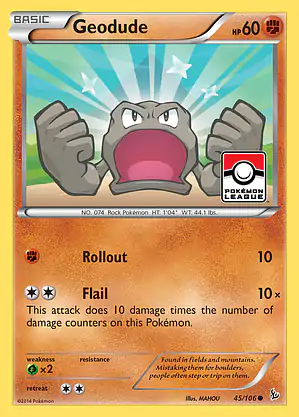 BASIC
Geodude
HP60
POKÉMON
LEAGUE
NO. 074 Rock Pokémon HT: 1'04" WT: 44.1 lbs.
Rollout 10
Flail 10×
This attack does 10 damage times the number of
damage counters on this Pokémon.
weakness resistance
×2
Found in fields and mountains.
Mistaking them for boulders,
people often step or trip on them.
retreat
©2014 Pokémon
Illus. MAHOU
45/106